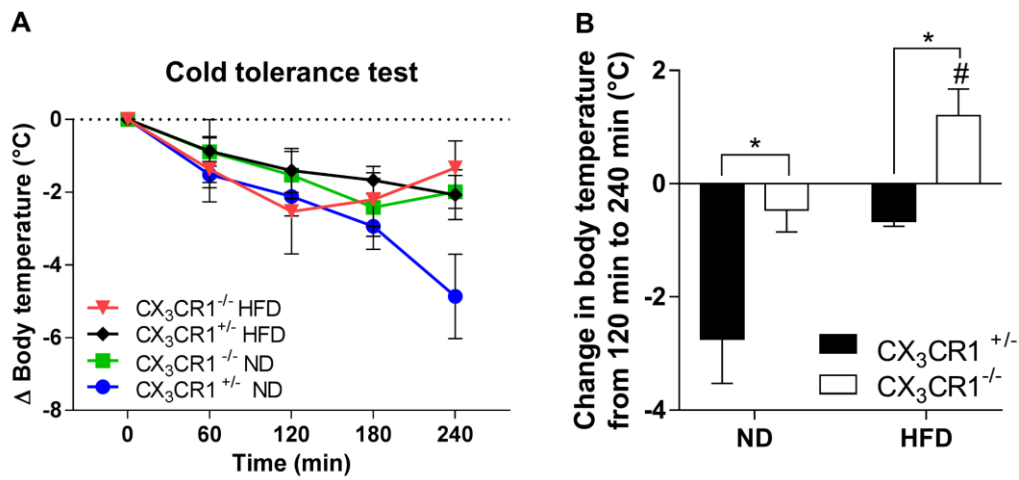 A
Cold tolerance test
Δ Body temperature (°C)
0
-2
-4
-6
-8
CX₃CR1⁻/⁻ HFD
CX₃CR1⁺/⁻ HFD
CX₃CR1 ⁻/⁻ ND
CX₃CR1 ⁺/⁻ ND
0 60 120 180 240
Time (min)
B
Change in body temperature
from 120 min to 240 min (°C)
2
0
-2
-4
*
*
#
CX₃CR1 ⁺/⁻
CX₃CR1⁻/⁻
ND HFD